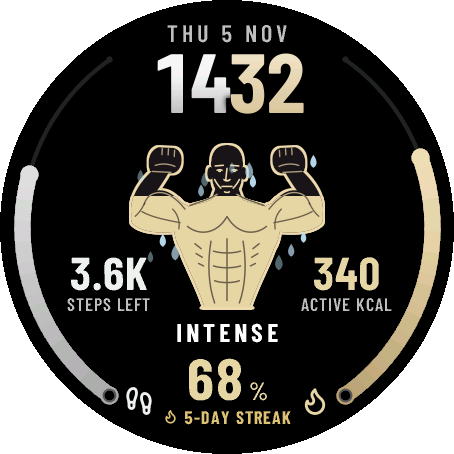 THU 5 NOV
1432
3.6K
STEPS LEFT
340
ACTIVE KCAL
INTENSE
68 %
5-DAY STREAK